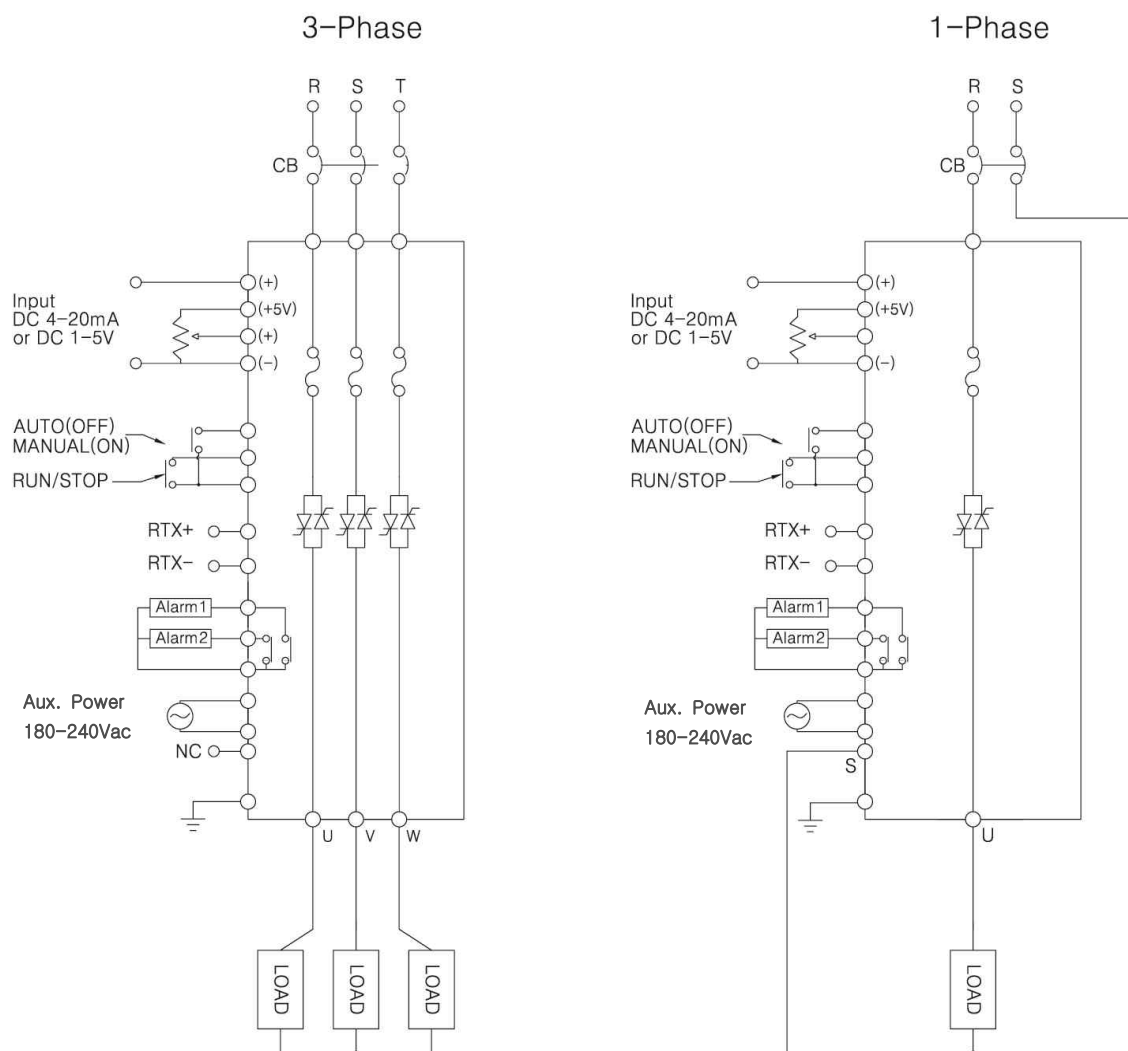 3-Phase
R S T
CB
Input
DC 4-20mA
or DC 1-5V
(+)
(+5V)
(+)
(-)
AUTO(OFF)
MANUAL(ON)
RUN/STOP
RTX+
RTX-
Alarm1
Alarm2
Aux. Power
180-240Vac
NC
U V W
LOAD LOAD LOAD
1-Phase
R S
CB
Input
DC 4-20mA
or DC 1-5V
(+)
(+5V)
(-)
AUTO(OFF)
MANUAL(ON)
RUN/STOP
RTX+
RTX-
Alarm1
Alarm2
Aux. Power
180-240Vac
S
U
LOAD